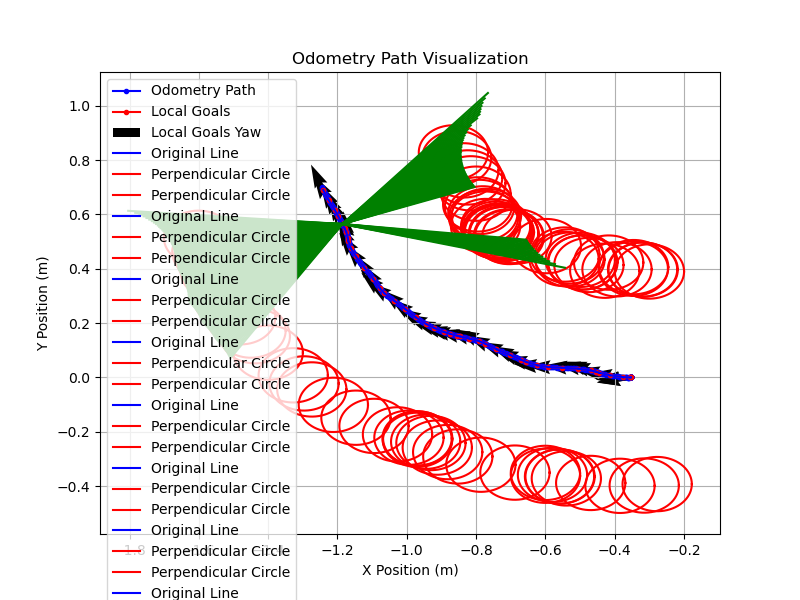 Odometry Path Visualization
Y Position (m)
1.0
0.8
0.6
0.4
0.2
0.0
−0.2
−0.4
Odometry Path
Local Goals
Local Goals Yaw
Original Line
Perpendicular Circle
Perpendicular Circle
Original Line
Perpendicular Circle
Perpendicular Circle
Original Line
Perpendicular Circle
Perpendicular Circle
Original Line
Perpendicular Circle
Perpendicular Circle
Original Line
Perpendicular Circle
Perpendicular Circle
Original Line
Perpendicular Circle
Perpendicular Circle
Original Line
Perpendicular Circle
Perpendicular Circle
Original Line
−1.8 −1.2 −1.0 −0.8 −0.6 −0.4 −0.2
X Position (m)